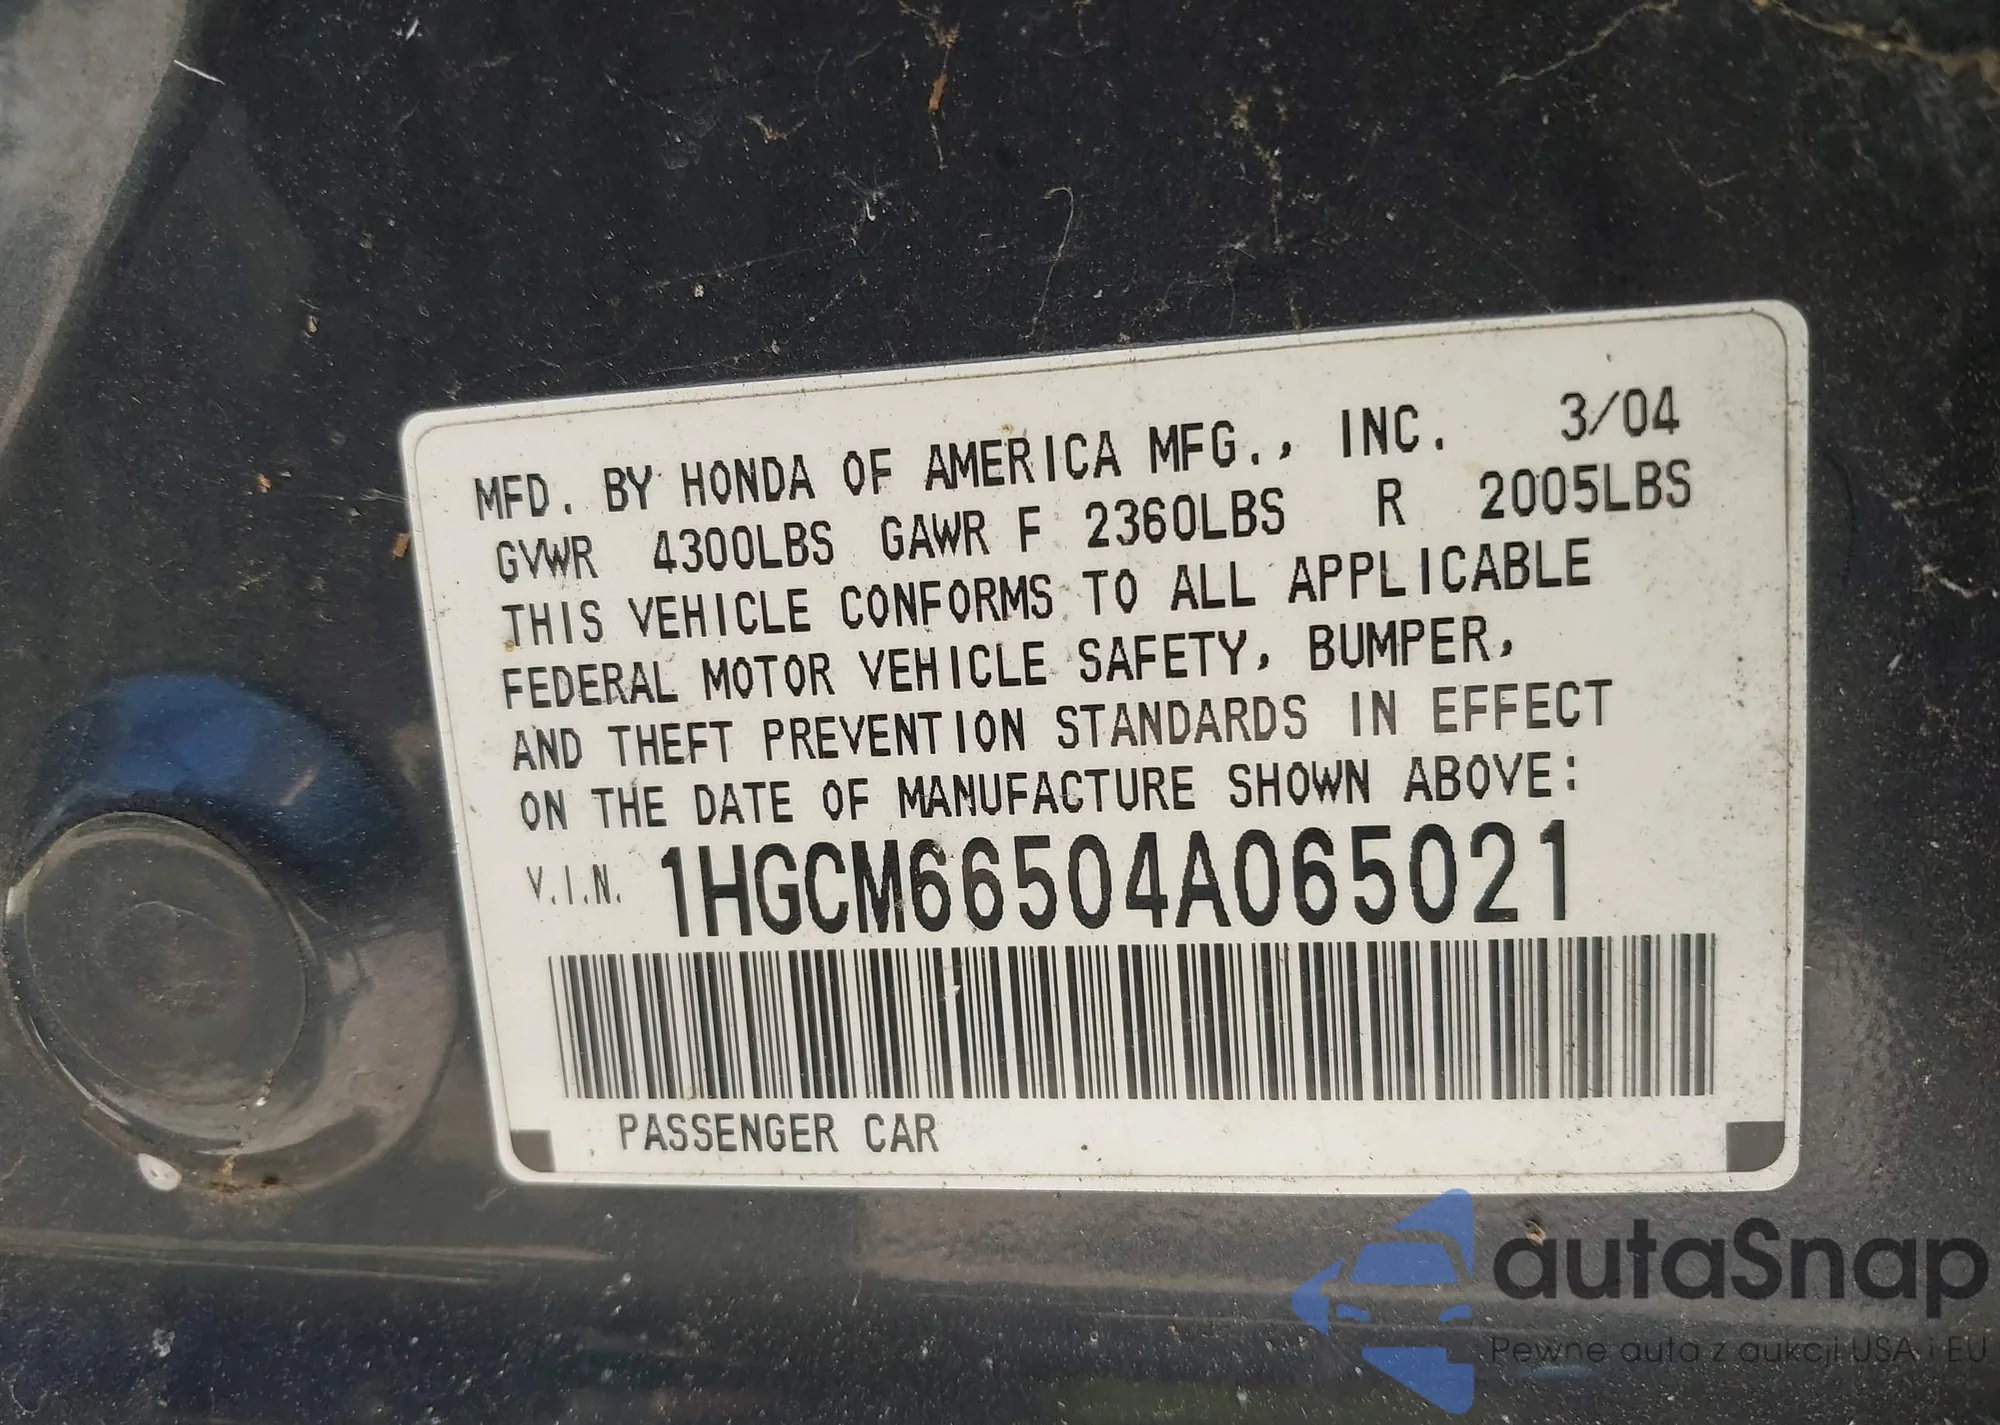 MFD. BY HONDA OF AMERICA MFG., INC. 3/04
GVWR 4300LBS GAWR F 2360LBS R 2005LBS
THIS VEHICLE CONFORMS TO ALL APPLICABLE
FEDERAL MOTOR VEHICLE SAFETY, BUMPER,
AND THEFT PREVENTION STANDARDS IN EFFECT
ON THE DATE OF MANUFACTURE SHOWN ABOVE:
V.I.N. 1HGCM66504A065021
PASSENGER CAR
autaSnap
Pewne auta z aukcji USA i EU